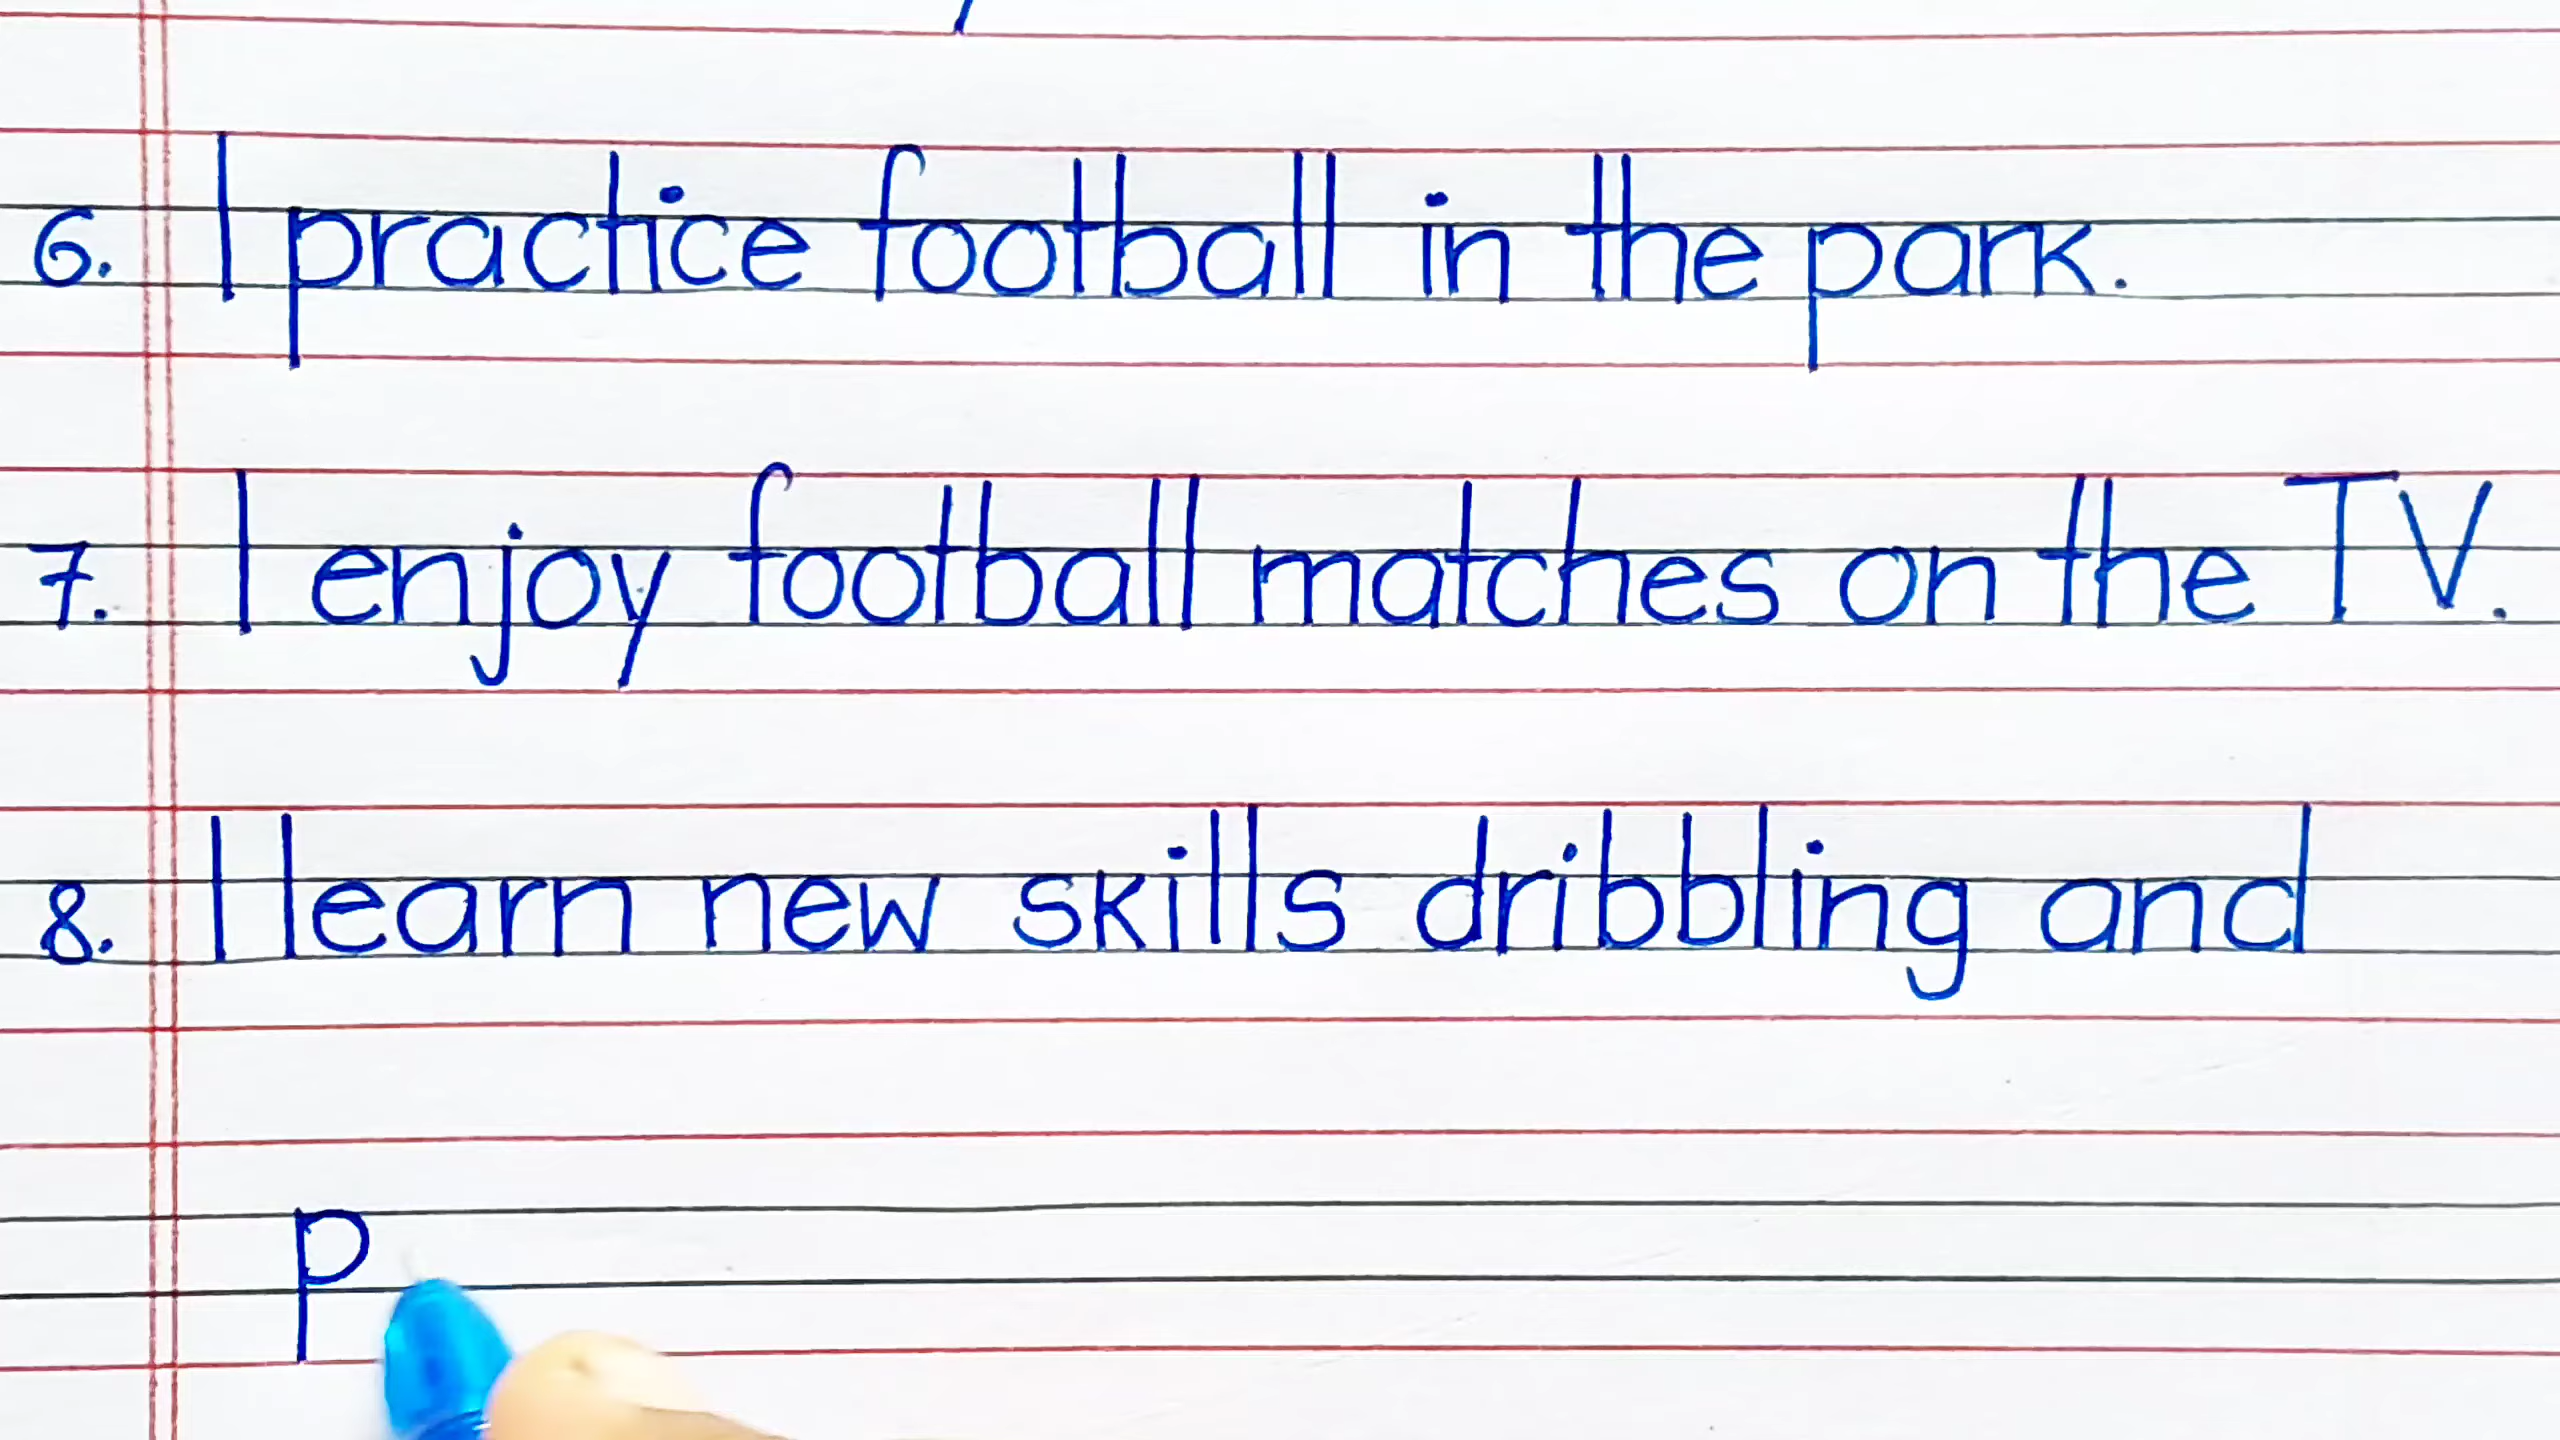 6. I practice football in the park.
7. I enjoy football matches on the TV.
8. I learn new skills dribbling and
p